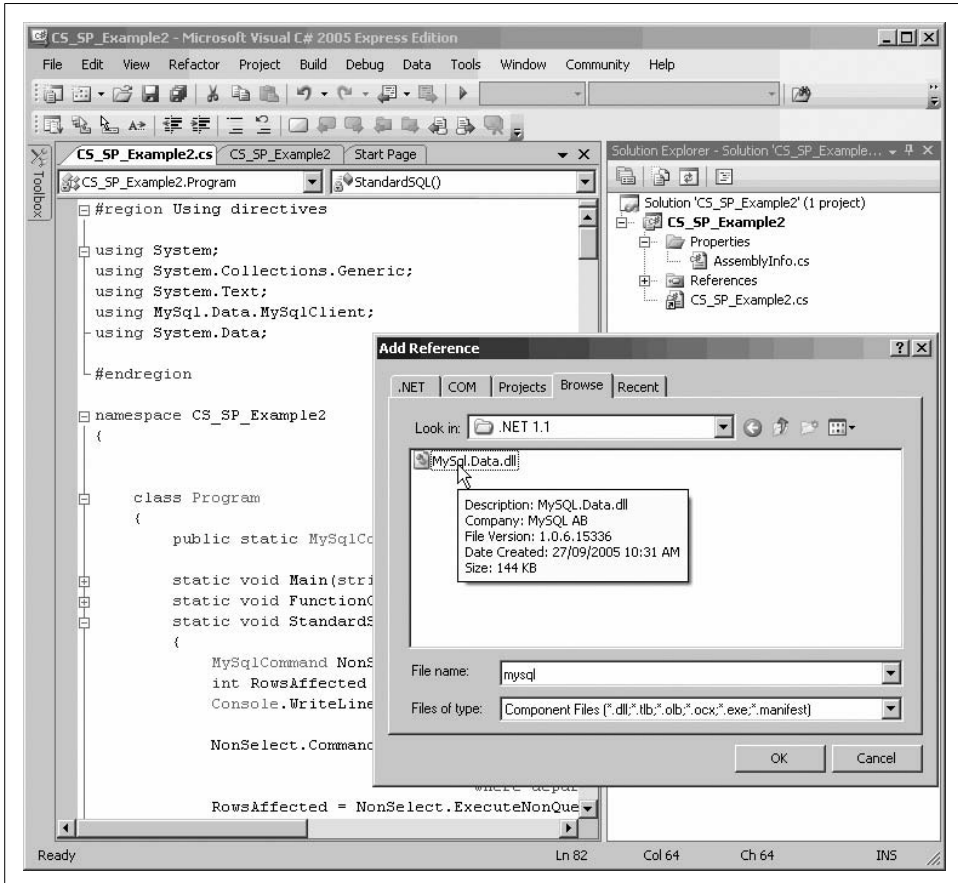 CS_SP_Example2 - Microsoft Visual C# 2005 Express Edition
File Edit View Refactor Project Build Debug Data Tools Window Community Help
Toolbox
CS_SP_Example2.cs CS_SP_Example2 Start Page
CS_SP_Example2.Program StandardSQL()
#region Using directives
using System;
using System.Collections.Generic;
using System.Text;
using MySql.Data.MySqlClient;
using System.Data;
#endregion
namespace CS_SP_Example2
{
class Program
{
public static MySqlCo
static void Main(stri
static void FunctionC
static void StandardS
{
MySqlCommand NonS
int RowsAffected
Console.WriteLine
NonSelect.Command
where depar
RowsAffected = NonSelect.ExecuteNonQue
Solution Explorer - Solution 'CS_SP_Example...
Solution 'CS_SP_Example2' (1 project)
CS_SP_Example2
Properties
AssemblyInfo.cs
References
CS_SP_Example2.cs
Add Reference
.NET COM Projects Browse Recent
Look in: .NET 1.1
MySql.Data.dll
Description: MySQL.Data.dll
Company: MySQL AB
File Version: 1.0.6.15336
Date Created: 27/09/2005 10:31 AM
Size: 144 KB
File name: mysql
Files of type: Component Files (*.dll;*.tlb;*.olb;*.ocx;*.exe;*.manifest)
OK Cancel
Ready Ln 82 Col 64 Ch 64 INS